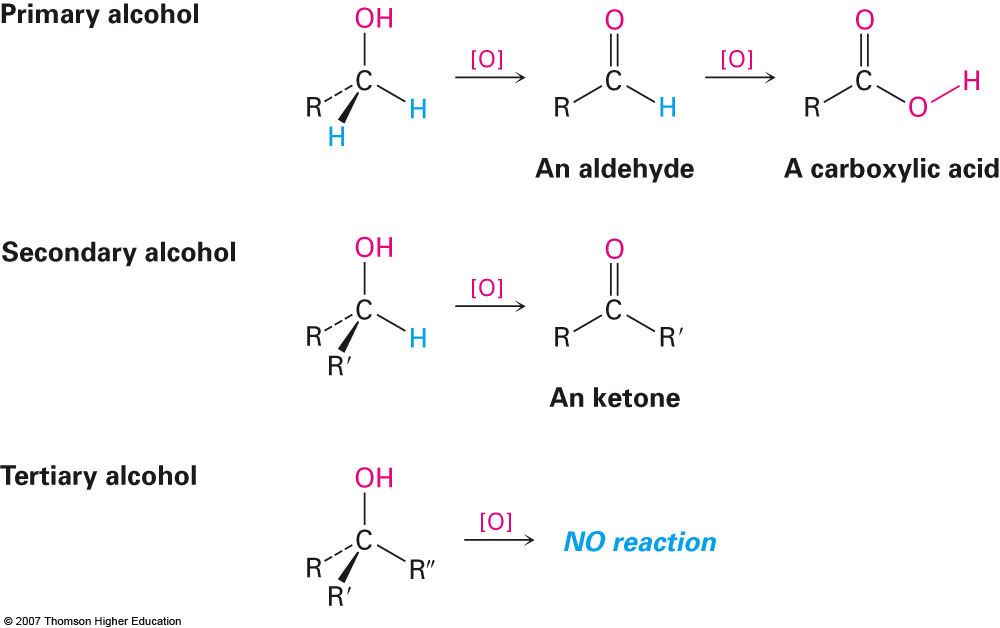 Primary alcohol
OH
C
R
H
H
[O]
O
C
R
H
An aldehyde
[O]
O
C
R
O
H
A carboxylic acid
Secondary alcohol
OH
C
R
R′
H
[O]
O
C
R
R′
An ketone
Tertiary alcohol
OH
C
R
R′
R″
[O]
NO reaction
© 2007 Thomson Higher Education